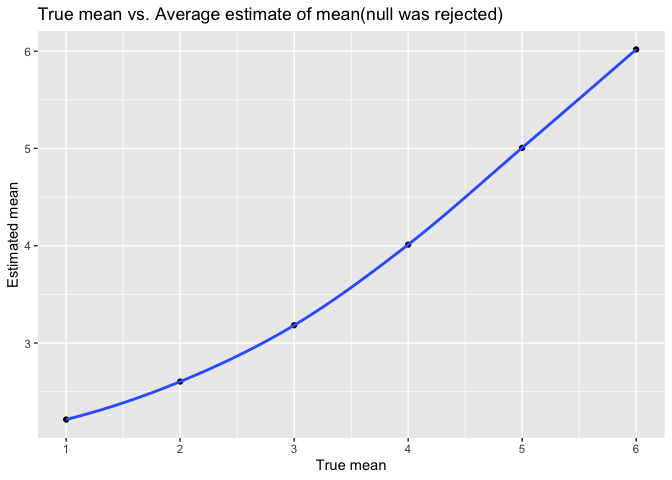 True mean vs. Average estimate of mean(null was rejected)
6
5
4
3
Estimated mean
1 2 3 4 5 6
True mean